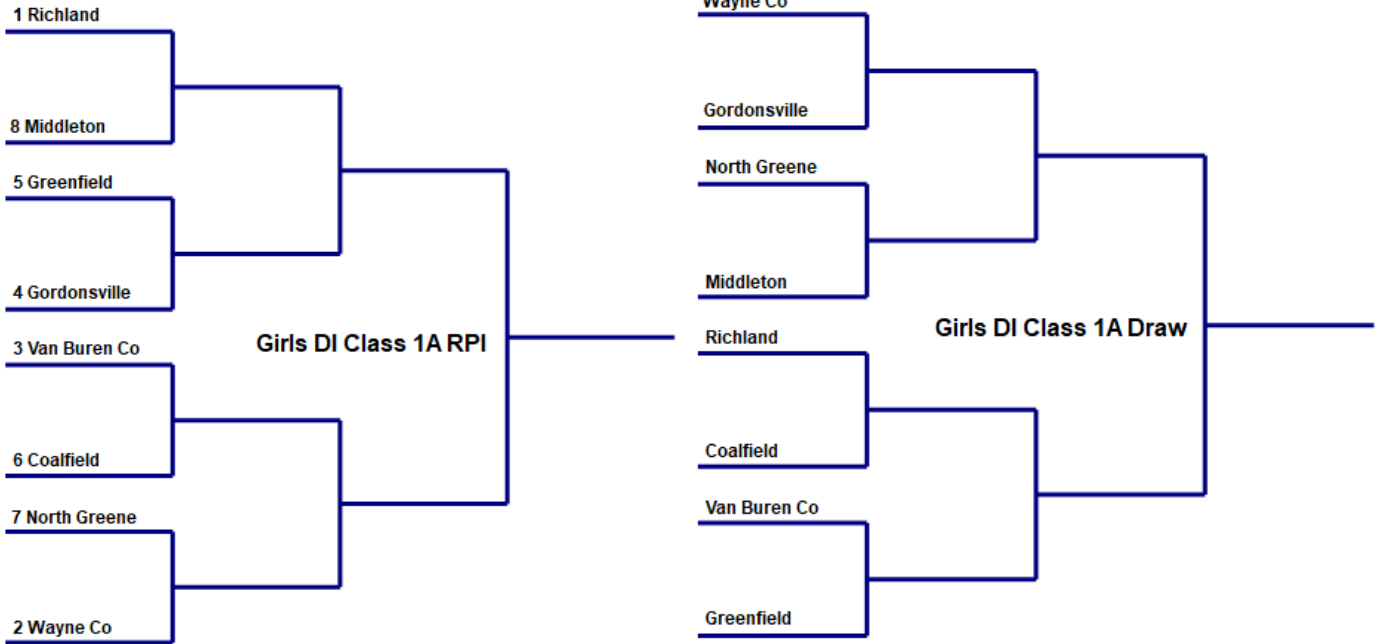 1 Richland
8 Middleton
5 Greenfield
4 Gordonsville
3 Van Buren Co
6 Coalfield
7 North Greene
2 Wayne Co
Girls DI Class 1A RPI
Wayne Co
Gordonsville
North Greene
Middleton
Richland
Coalfield
Van Buren Co
Greenfield
Girls DI Class 1A Draw